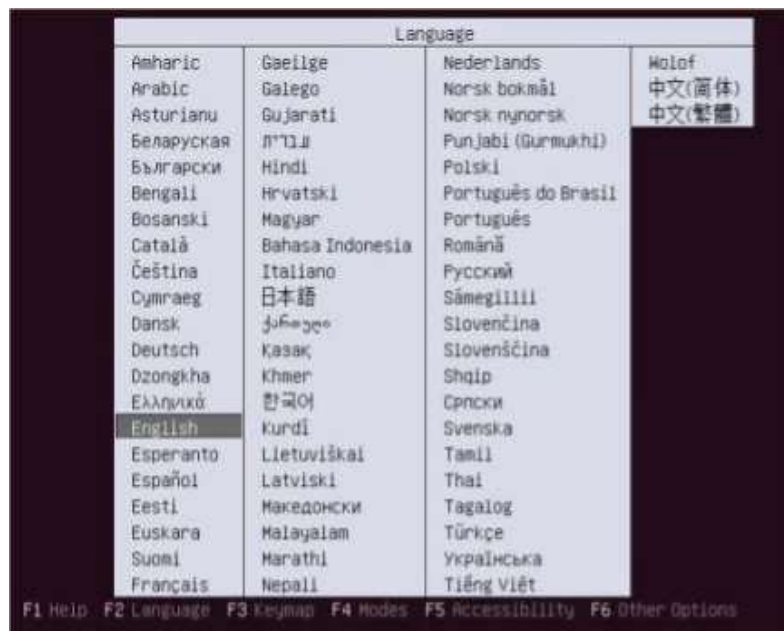 Language
Amharic
Arabic
Asturianu
Беларуская
Български
Bengali
Bosanski
Català
Čeština
Cymraeg
Dansk
Deutsch
Dzongkha
Ελληνικά
English
Esperanto
Español
Eesti
Euskara
Suomi
Français
Gaeilge
Galego
Gujarati
עברית
Hindi
Hrvatski
Magyar
Bahasa Indonesia
Italiano
日本語
ქართული
Қазақ
Khmer
한국어
Kurdî
Lietuviškai
Latviski
Македонски
Malayalam
Marathi
Nepali
Nederlands
Norsk bokmål
Norsk nynorsk
Punjabi (Gurmukhi)
Polski
Português do Brasil
Português
Română
Русский
Sámegillii
Slovenčina
Slovenščina
Shqip
Српски
Svenska
Tamil
Thai
Tagalog
Türkçe
Українська
Tiếng Việt
Wolof
中文(简体)
中文(繁體)
F1 Help F2 Language F3 Keymap F4 Modes F5 Accessibility F6 Other Options